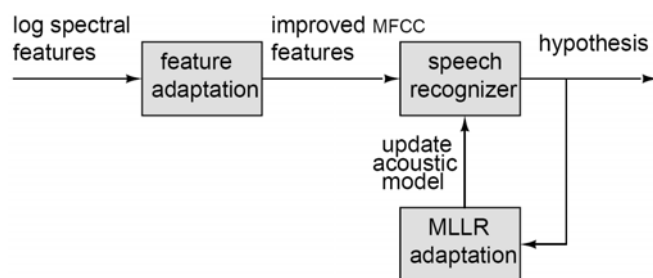 log spectral
features
feature
adaptation
improved MFCC
features
speech
recognizer
hypothesis
update
acoustic
model
MLLR
adaptation